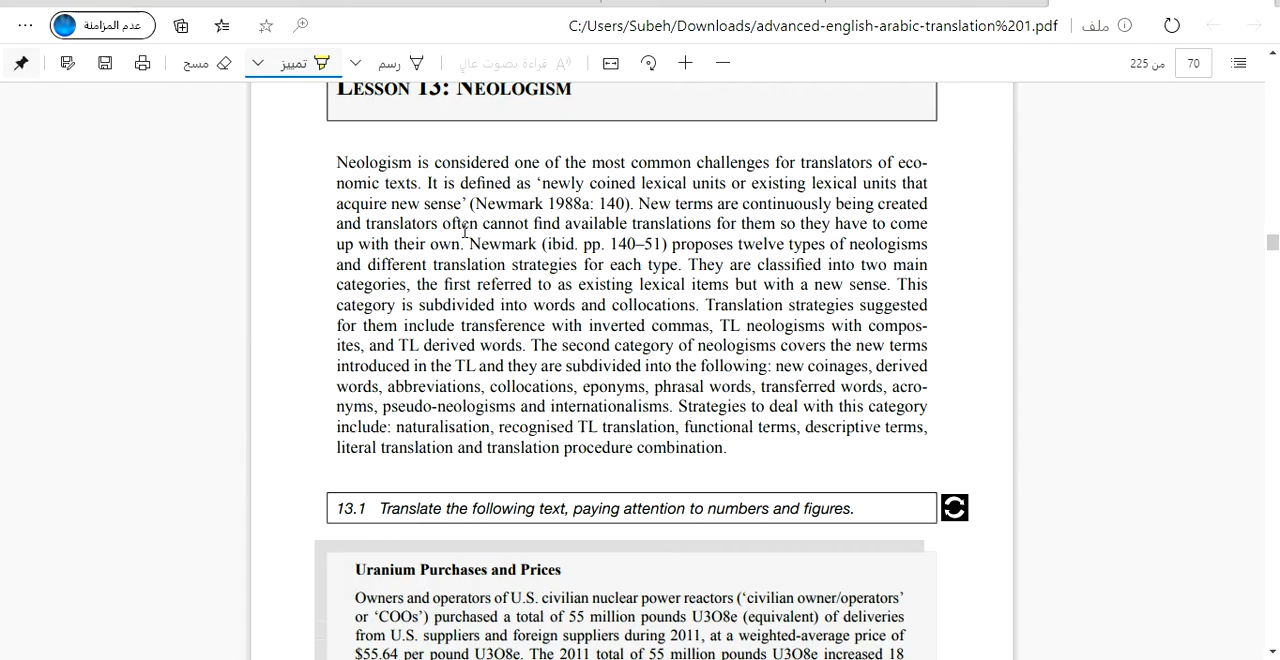 عدم المزامنة
C:/Users/Subeh/Downloads/advanced-english-arabic-translation%201.pdf
ملف
مسح
تمييز
رسم
قراءة بصوت عالٍ
70
من 225
LESSON 13: NEOLOGISM
Neologism is considered one of the most common challenges for translators of eco-
nomic texts. It is defined as ‘newly coined lexical units or existing lexical units that
acquire new sense’ (Newmark 1988a: 140). New terms are continuously being created
and translators often cannot find available translations for them so they have to come
up with their own. Newmark (ibid. pp. 140–51) proposes twelve types of neologisms
and different translation strategies for each type. They are classified into two main
categories, the first referred to as existing lexical items but with a new sense. This
category is subdivided into words and collocations. Translation strategies suggested
for them include transference with inverted commas, TL neologisms with compos-
ites, and TL derived words. The second category of neologisms covers the new terms
introduced in the TL and they are subdivided into the following: new coinages, derived
words, abbreviations, collocations, eponyms, phrasal words, transferred words, acro-
nyms, pseudo-neologisms and internationalisms. Strategies to deal with this category
include: naturalisation, recognised TL translation, functional terms, descriptive terms,
literal translation and translation procedure combination.
13.1 Translate the following text, paying attention to numbers and figures.
Uranium Purchases and Prices
Owners and operators of U.S. civilian nuclear power reactors (‘civilian owner/operators’
or ‘COOs’) purchased a total of 55 million pounds U3O8e (equivalent) of deliveries
from U.S. suppliers and foreign suppliers during 2011, at a weighted-average price of
$55.64 per pound U3O8e. The 2011 total of 55 million pounds U3O8e increased 18